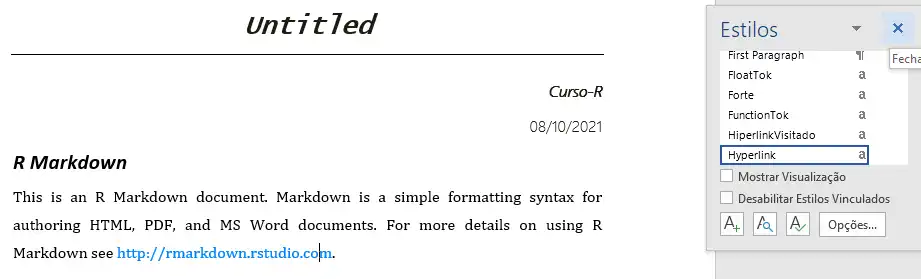 Untitled
Curso-R
08/10/2021
R Markdown
This is an R Markdown document. Markdown is a simple formatting syntax for
authoring HTML, PDF, and MS Word documents. For more details on using R
Markdown see http://rmarkdown.rstudio.com.
Estilos
Fecha
First Paragraph ¶
FloatTok a
Forte a
FunctionTok a
HiperlinkVisitado a
Hyperlink a
Mostrar Visualização
Desabilitar Estilos Vinculados
Opções...